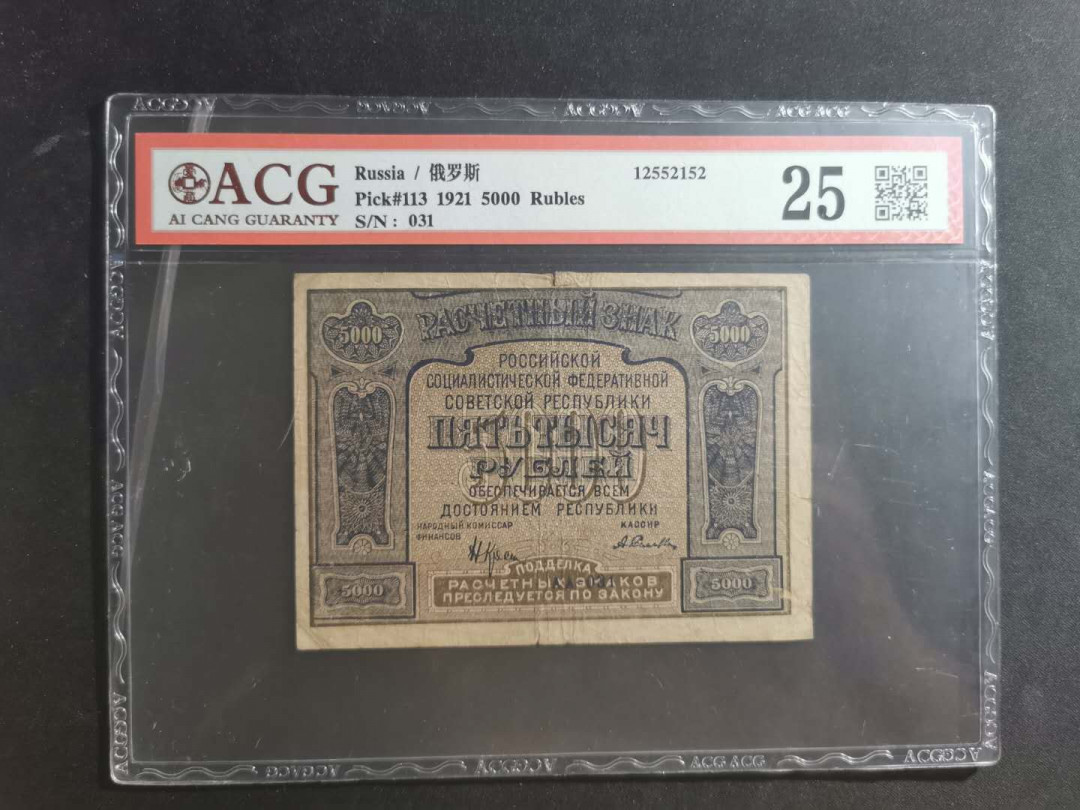 ACG
AI CANG GUARANTY
Russia / 俄罗斯
Pick#113 1921 5000 Rubles
S/N: 031
12552152
25
РАСЧЕТНЫЙ ЗНАК
5000
5000
РОССИЙСКОЙ
СОЦИАЛИСТИЧЕСКОЙ ФЕДЕРАТИВНОЙ
СОВЕТСКОЙ РЕСПУБЛИКИ
5000
ПЯТЬ ТЫСЯЧ
РУБЛЕЙ
ОБЕСПЕЧИВАЕТСЯ ВСЕМ
ДОСТОЯНИЕМ РЕСПУБЛИКИ
НАРОДНЫЙ КОМИССАР
ФИНАНСОВ
КАССИР
5000
5000
ПОДДЕЛКА
РАСЧЕТНЫХ ЗНАКОВ
ПРЕСЛЕДУЕТСЯ ПО ЗАКОНУ